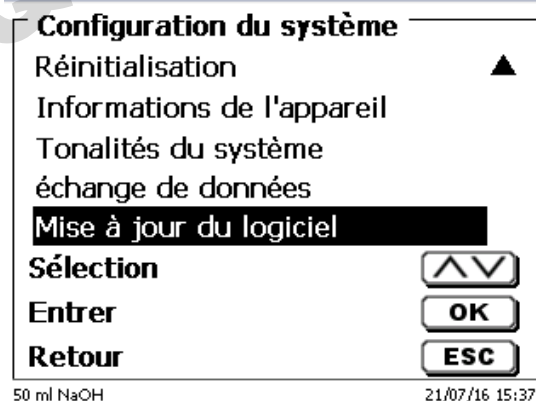 Configuration du système
Réinitialisation
Informations de l'appareil
Tonalités du système
échange de données
Mise à jour du logiciel
Sélection
Entrer OK
Retour ESC
50 ml NaOH 21/07/16 15:37